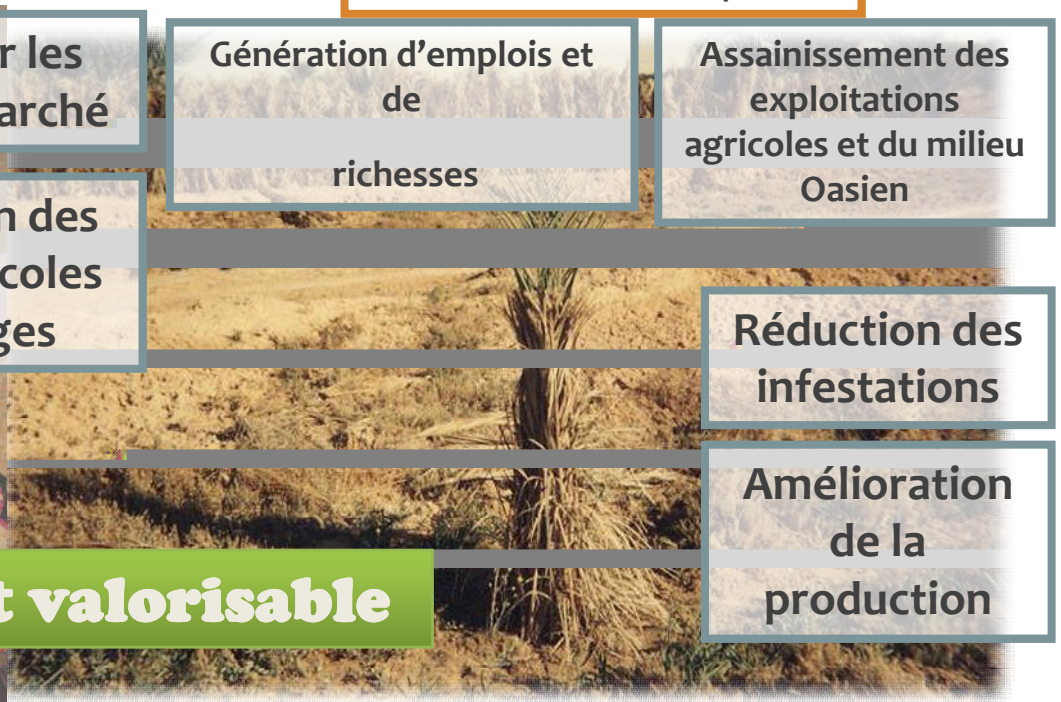 r les
arché
Génération d'emplois et
de
richesses
Assainissement des
exploitations
agricoles et du milieu
Oasien
n des
coles
ges
Réduction des
infestations
Amélioration
de la
production
t valorisable